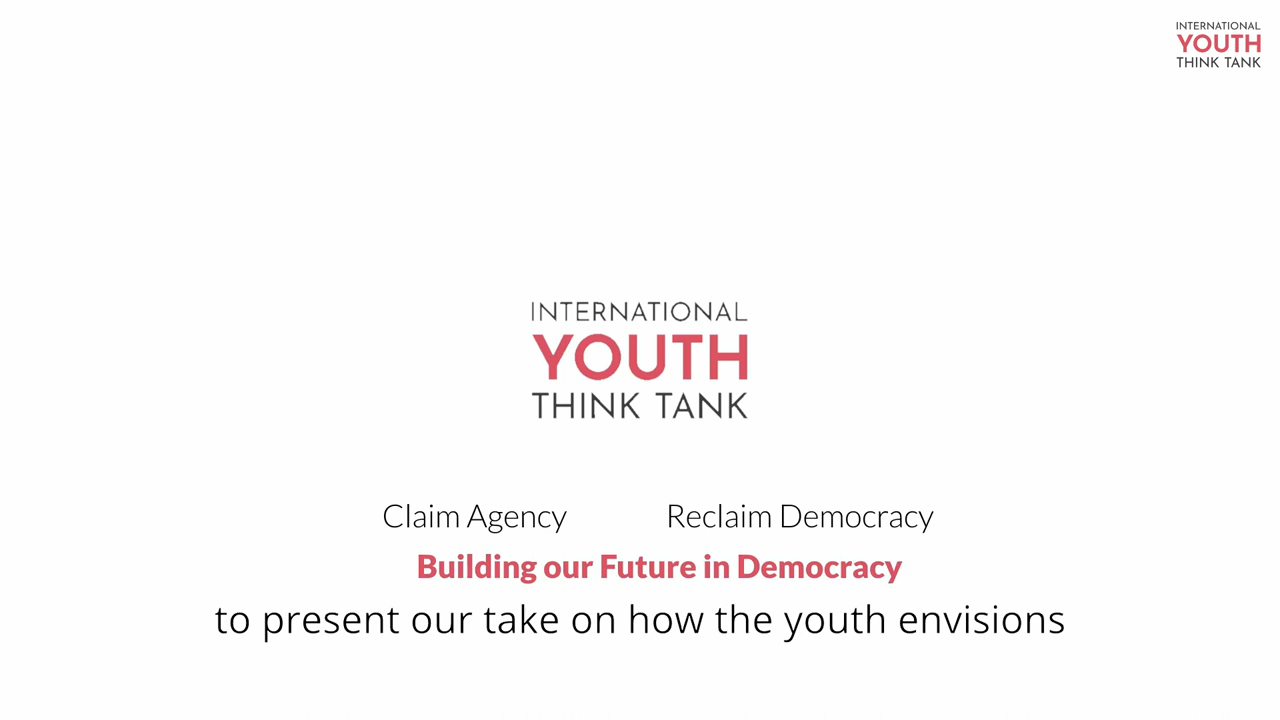 INTERNATIONAL
YOUTH
THINK TANK
INTERNATIONAL
YOUTH
THINK TANK
Claim Agency Reclaim Democracy
Building our Future in Democracy
to present our take on how the youth envisions